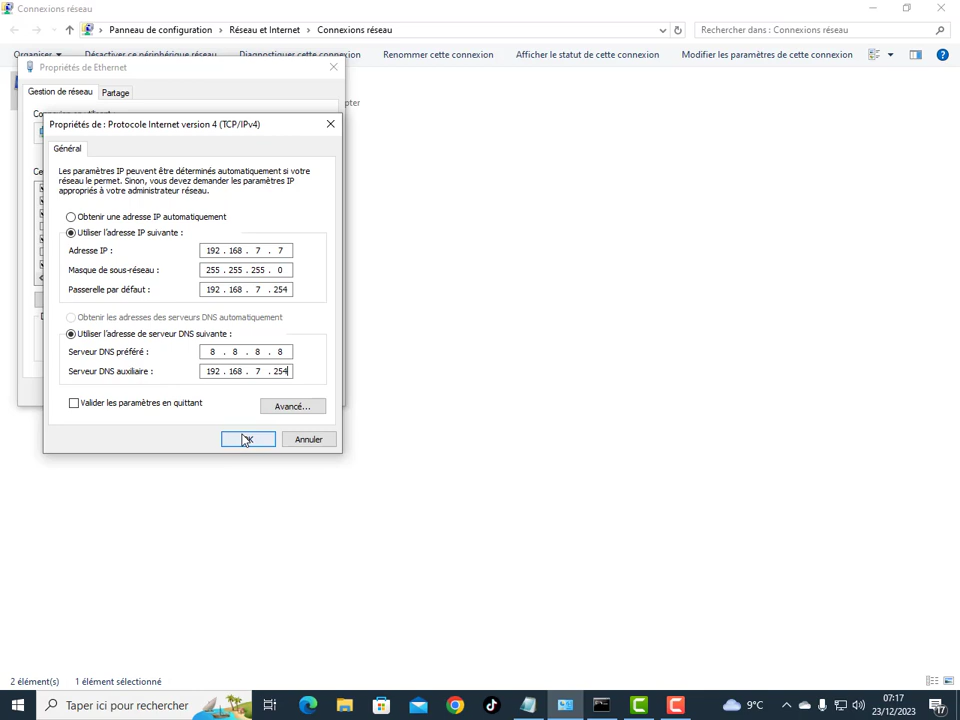 Connexions réseau
Panneau de configuration > Réseau et Internet > Connexions réseau
Rechercher dans : Connexions réseau
Organiser
Désactiver ce périphérique réseau
Diagnostiquer cette connexion
Renommer cette connexion
Afficher le statut de cette connexion
Modifier les paramètres de cette connexion
Propriétés de Ethernet
Gestion de réseau
Partage
pter
Propriétés de : Protocole Internet version 4 (TCP/IPv4)
Général
Les paramètres IP peuvent être déterminés automatiquement si votre
réseau le permet. Sinon, vous devez demander les paramètres IP
appropriés à votre administrateur réseau.
Obtenir une adresse IP automatiquement
Utiliser l'adresse IP suivante :
Adresse IP : 192 . 168 . 7 . 7
Masque de sous-réseau : 255 . 255 . 255 . 0
Passerelle par défaut : 192 . 168 . 7 . 254
Obtenir les adresses des serveurs DNS automatiquement
Utiliser l'adresse de serveur DNS suivante :
Serveur DNS préféré : 8 . 8 . 8 . 8
Serveur DNS auxiliaire : 192 . 168 . 7 . 254
Valider les paramètres en quittant
Avancé...
OK
Annuler
2 élément(s)
1 élément sélectionné
Taper ici pour rechercher
9°C
07:17
23/12/2023
17